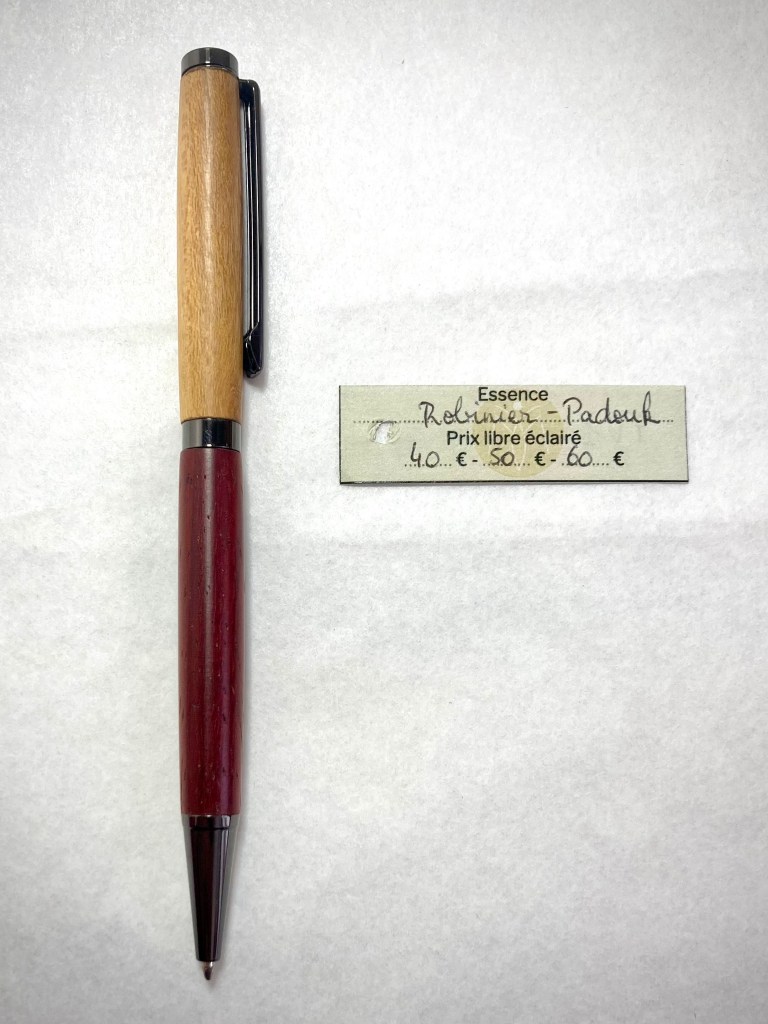 Essence
Robinier - Padouk
Prix libre éclairé
40 € - 50 € - 60 €